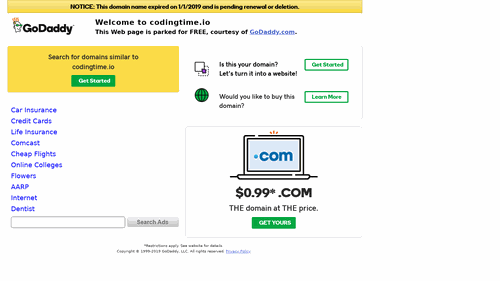 NOTICE: This domain name expired on 1/1/2019 and is pending renewal or deletion.
GoDaddy
Welcome to codingtime.io
This Web page is parked for FREE, courtesy of GoDaddy.com.
Search for domains similar to
codingtime.io
Get Started
Is this your domain?
Let's turn it into a website!
Get Started
Would you like to buy this
domain?
Learn More
Car Insurance
Credit Cards
Life Insurance
Comcast
Cheap Flights
Online Colleges
Flowers
AARP
Internet
Dentist
Search Ads
.com
$0.99* .COM
THE domain at THE price.
GET YOURS
*Restrictions apply. See website for details.
Copyright © 1999-2019 GoDaddy, LLC. All rights reserved. Privacy Policy